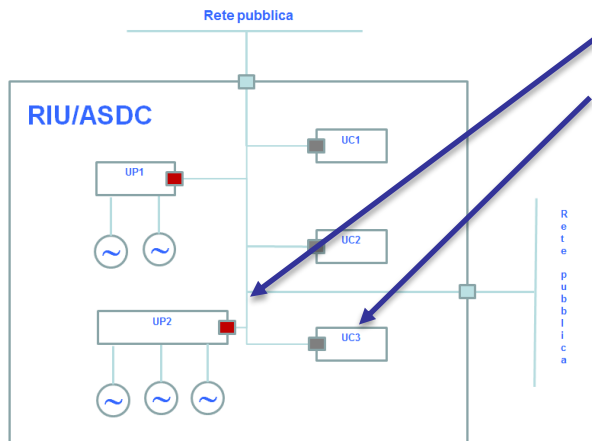 Rete pubblica
RIU/ASDC
UC1
UP1
UC2
Rete pubblica
UP2
UC3